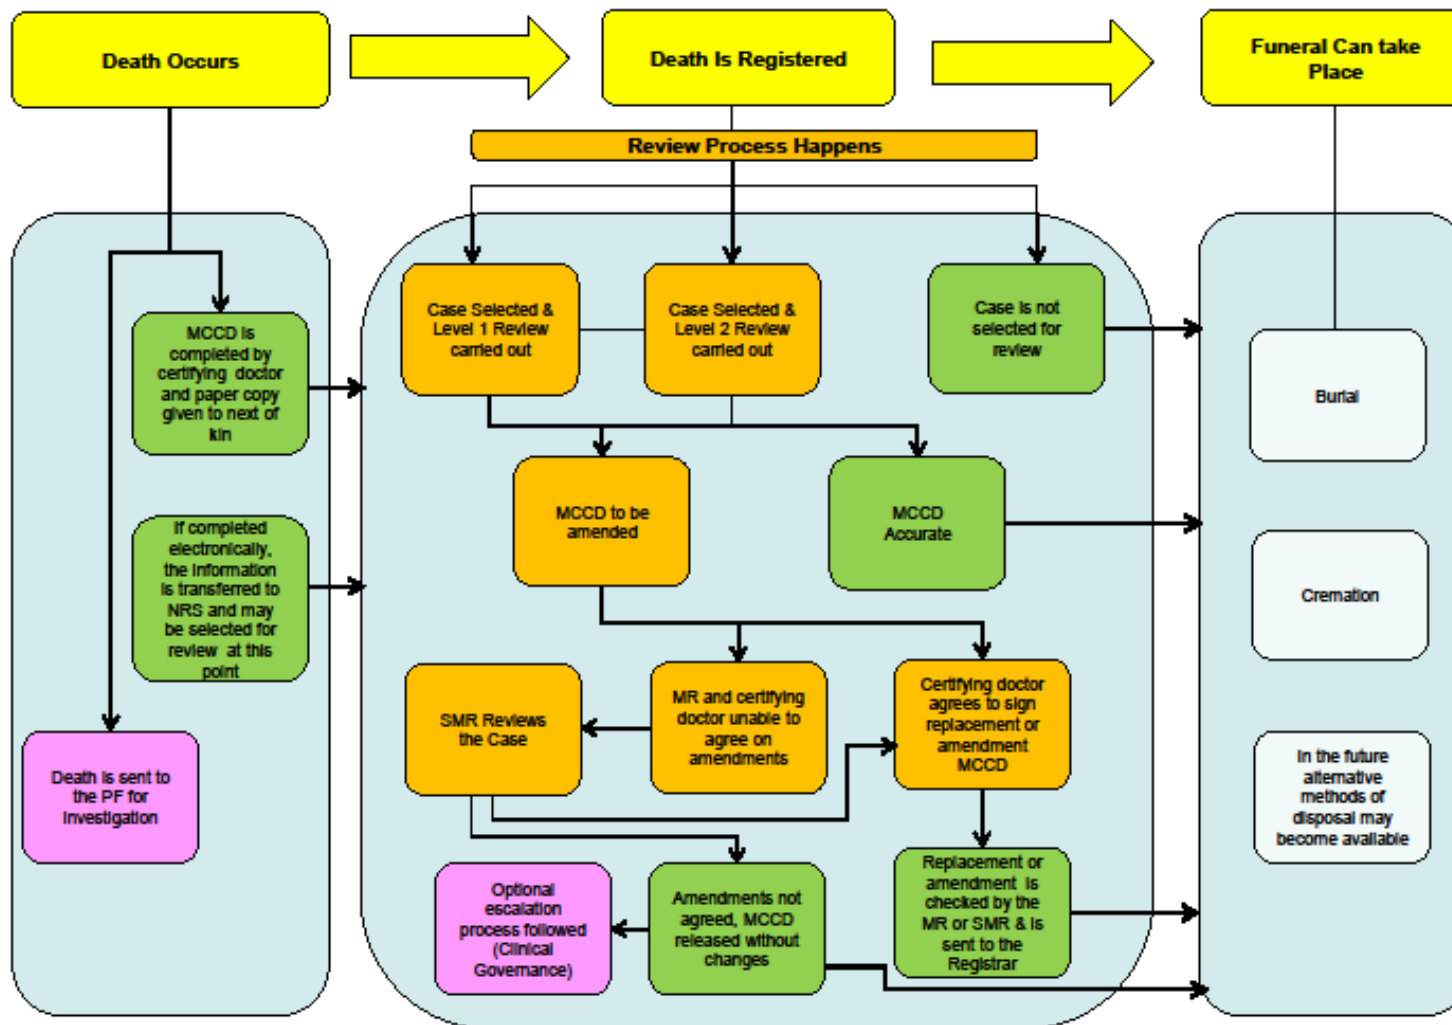 Death Occurs
Death Is Registered
Funeral Can take
Place
Review Process Happens
MCCD is
completed by
certifying doctor
and paper copy
given to next of
kin
If completed
electronically,
the information
is transferred to
NRS and may
be selected for
review at this
point
Death is sent to
the PF for
Investigation
Case Selected &
Level 1 Review
carried out
Case Selected &
Level 2 Review
carried out
Case is not
selected for
review
MCCD to be
amended
MCCD
Accurate
SMR Reviews
the Case
MR and certifying
doctor unable to
agree on
amendments
Certifying doctor
agrees to sign
replacement or
amendment
MCCD
Optional
escalation
process followed
(Clinical
Governance)
Amendments not
agreed, MCCD
released without
changes
Replacement or
amendment is
checked by the
MR or SMR & is
sent to the
Registrar
Burial
Cremation
In the future
alternative
methods of
disposal may
become available